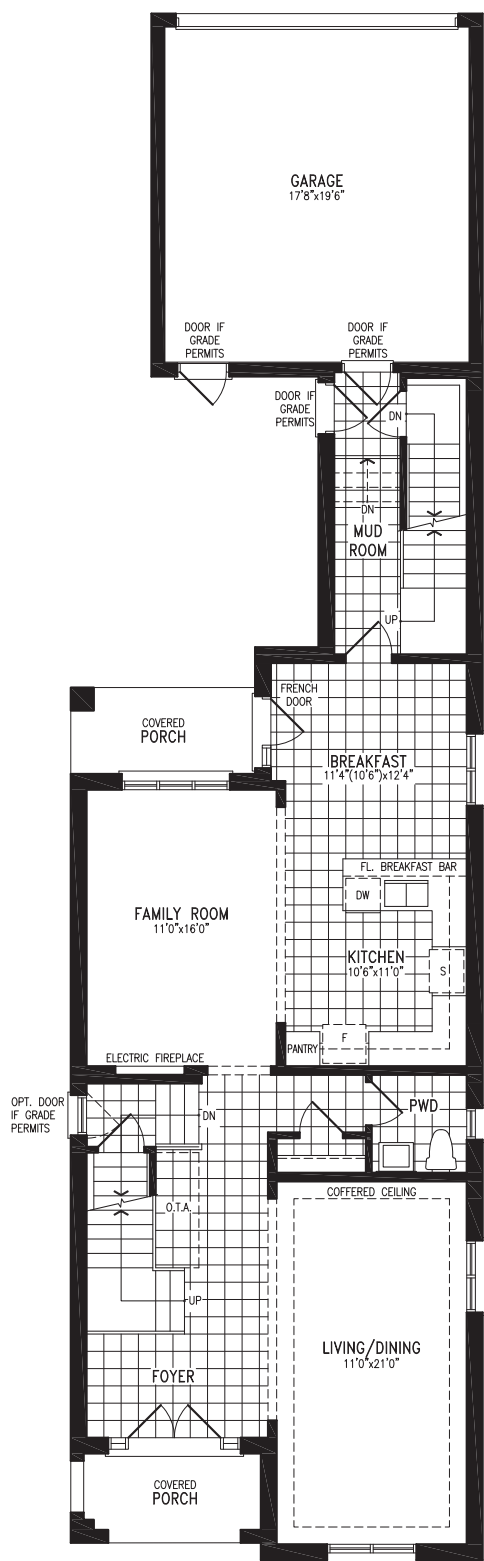 GARAGE
17'8"x19'6"
DOOR IF
GRADE
PERMITS
DOOR IF
GRADE
PERMITS
DOOR IF
GRADE
PERMITS
DN
DN
MUD
ROOM
UP
FRENCH
DOOR
COVERED
PORCH
BREAKFAST
11'4"(10'6")x12'4"
FL. BREAKFAST BAR
DW
FAMILY ROOM
11'0"x16'0"
KITCHEN
10'6"x11'0"
S
F
PANTRY
ELECTRIC FIREPLACE
OPT. DOOR
IF GRADE
PERMITS
DN
PWD
COFFERED CEILING
O.T.A.
UP
LIVING/DINING
11'0"x21'0"
FOYER
COVERED
PORCH